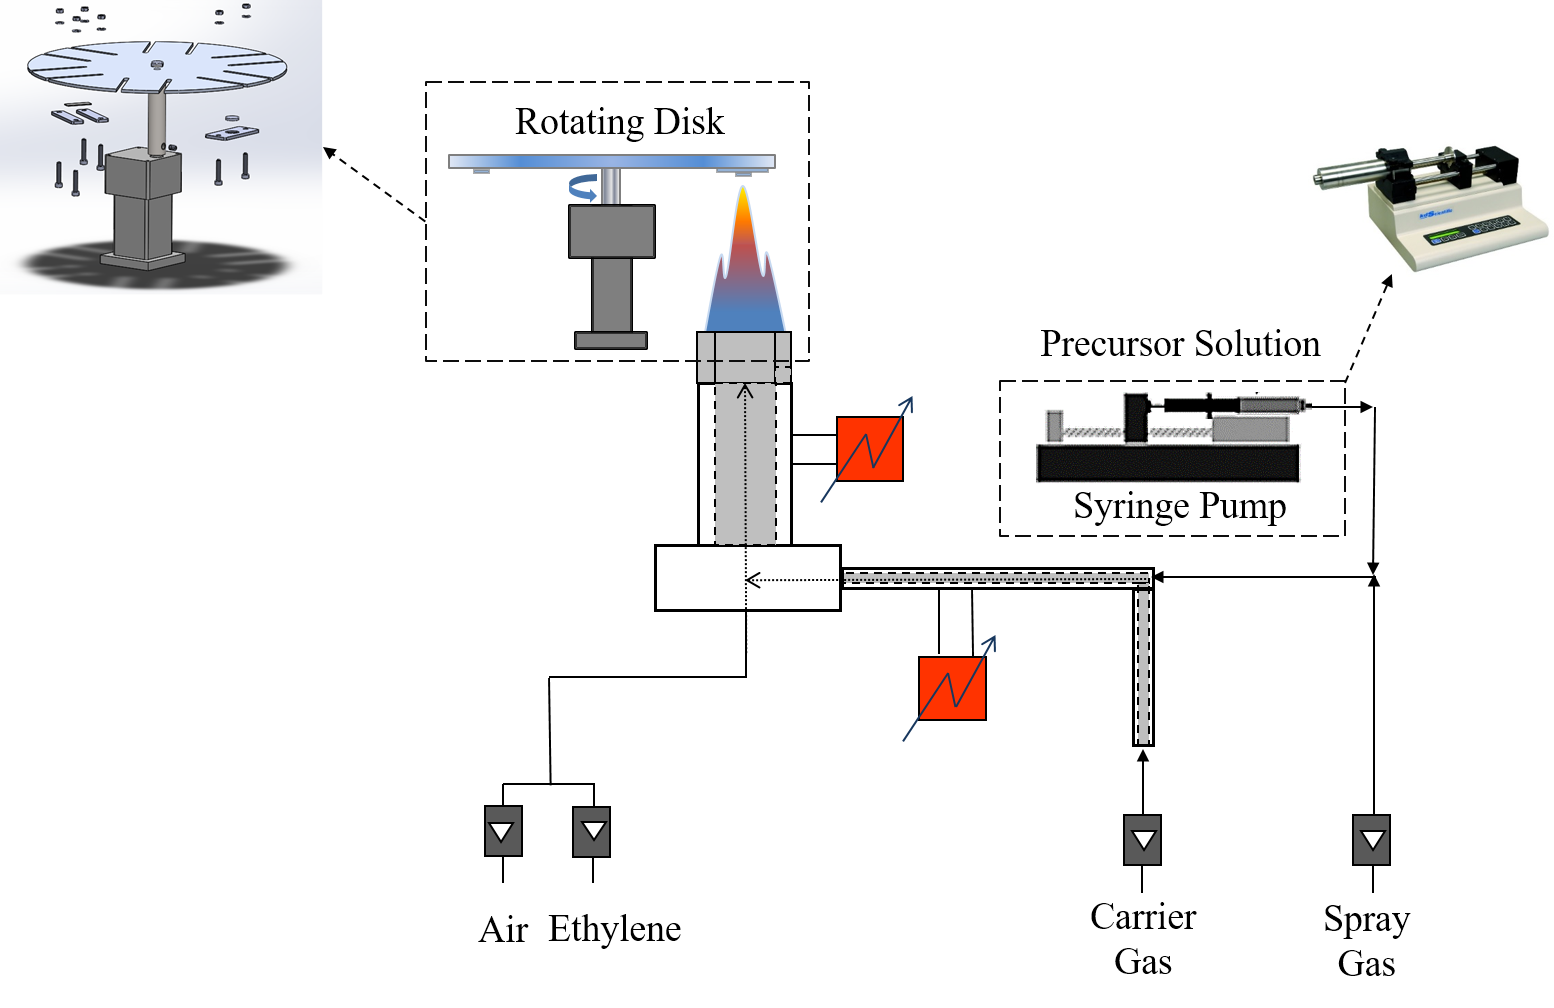 Rotating Disk
Precursor Solution
Syringe Pump
Air
Ethylene
Carrier
Gas
Spray
Gas